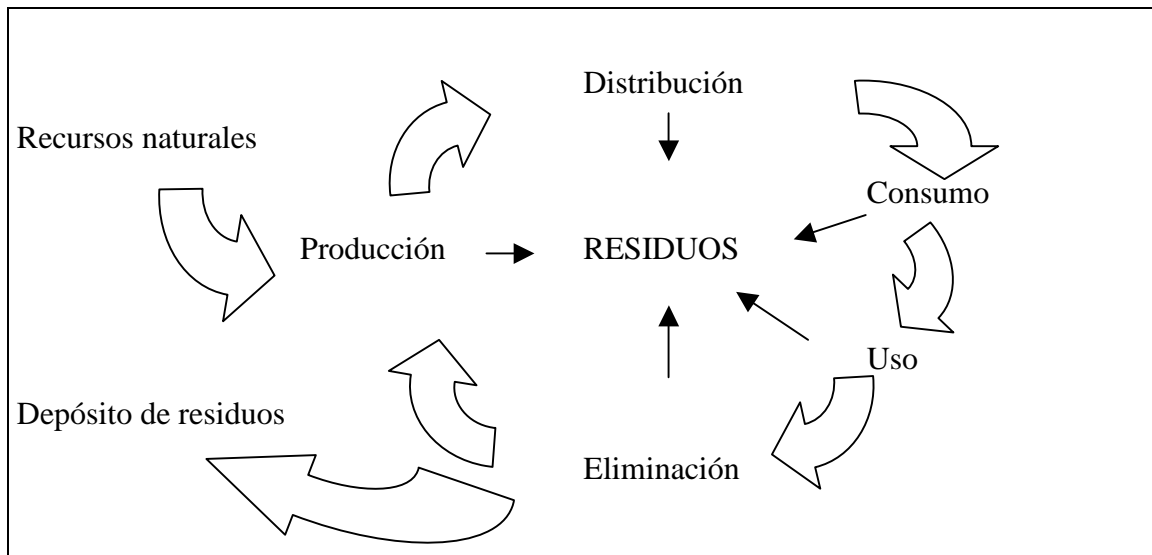 Distribución
Recursos naturales
Consumo
Producción
RESIDUOS
Uso
Depósito de residuos
Eliminación